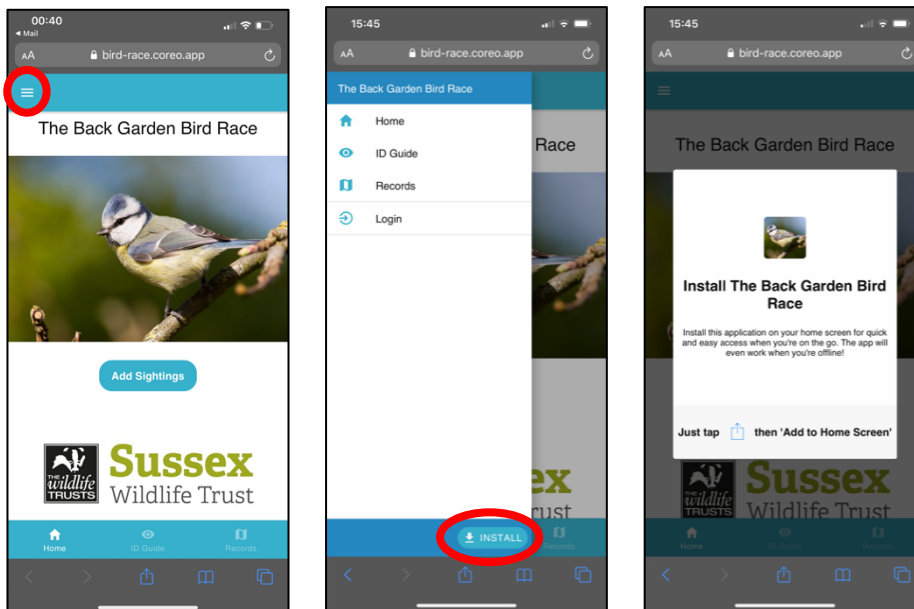 00:40
Mail
AA bird-race.coreo.app
The Back Garden Bird Race
Add Sightings
THE
wildlife
TRUSTS
Sussex
Wildlife Trust
Home ID Guide Records
15:45
AA bird-race.coreo.app
The Back Garden Bird Race
Home
ID Guide
Records
Login
Race
ex
rust
INSTALL
Records
15:45
AA bird-race.coreo.app
The Back Garden Bird Race
Install The Back Garden Bird
Race
Install this application on your home screen for quick
and easy access when you're on the go. The app will
even work when you're offline!
Just tap then 'Add to Home Screen'
THE
wildlife
TRUSTS
Sussex
Wildlife Trust
Home ID Guide Records